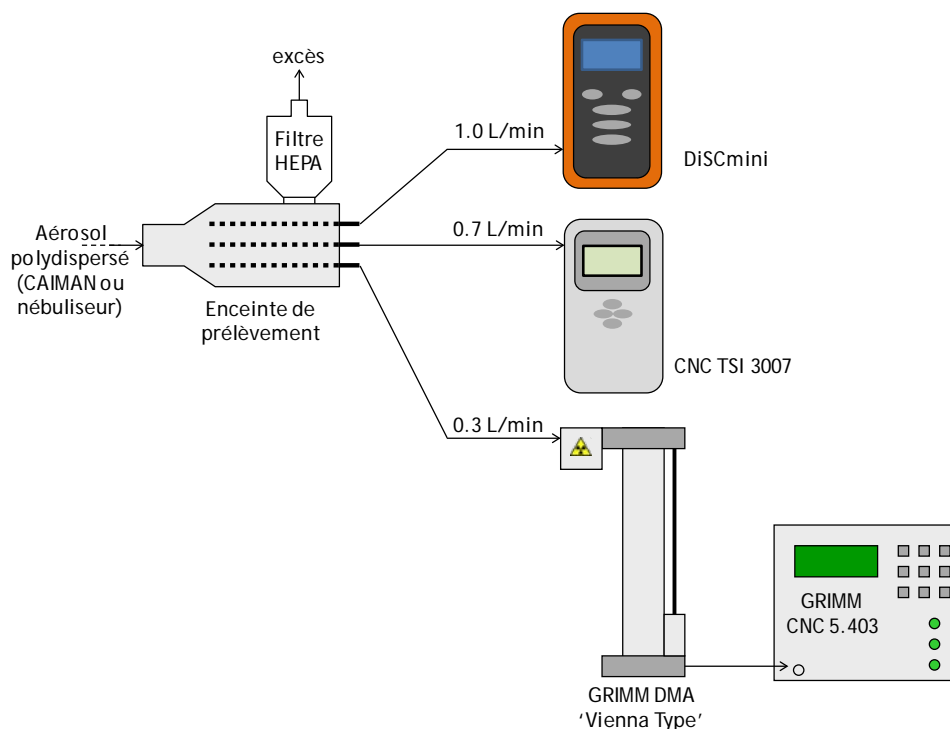 excès
Filtre
HEPA
Aérosol
polydispersé
(CAIMAN ou
nébuliseur)
Enceinte de
prélèvement
1.0 L/min
DiSCmini
0.7 L/min
CNC TSI 3007
0.3 L/min
GRIMM
CNC 5.403
GRIMM DMA
‘Vienna Type’